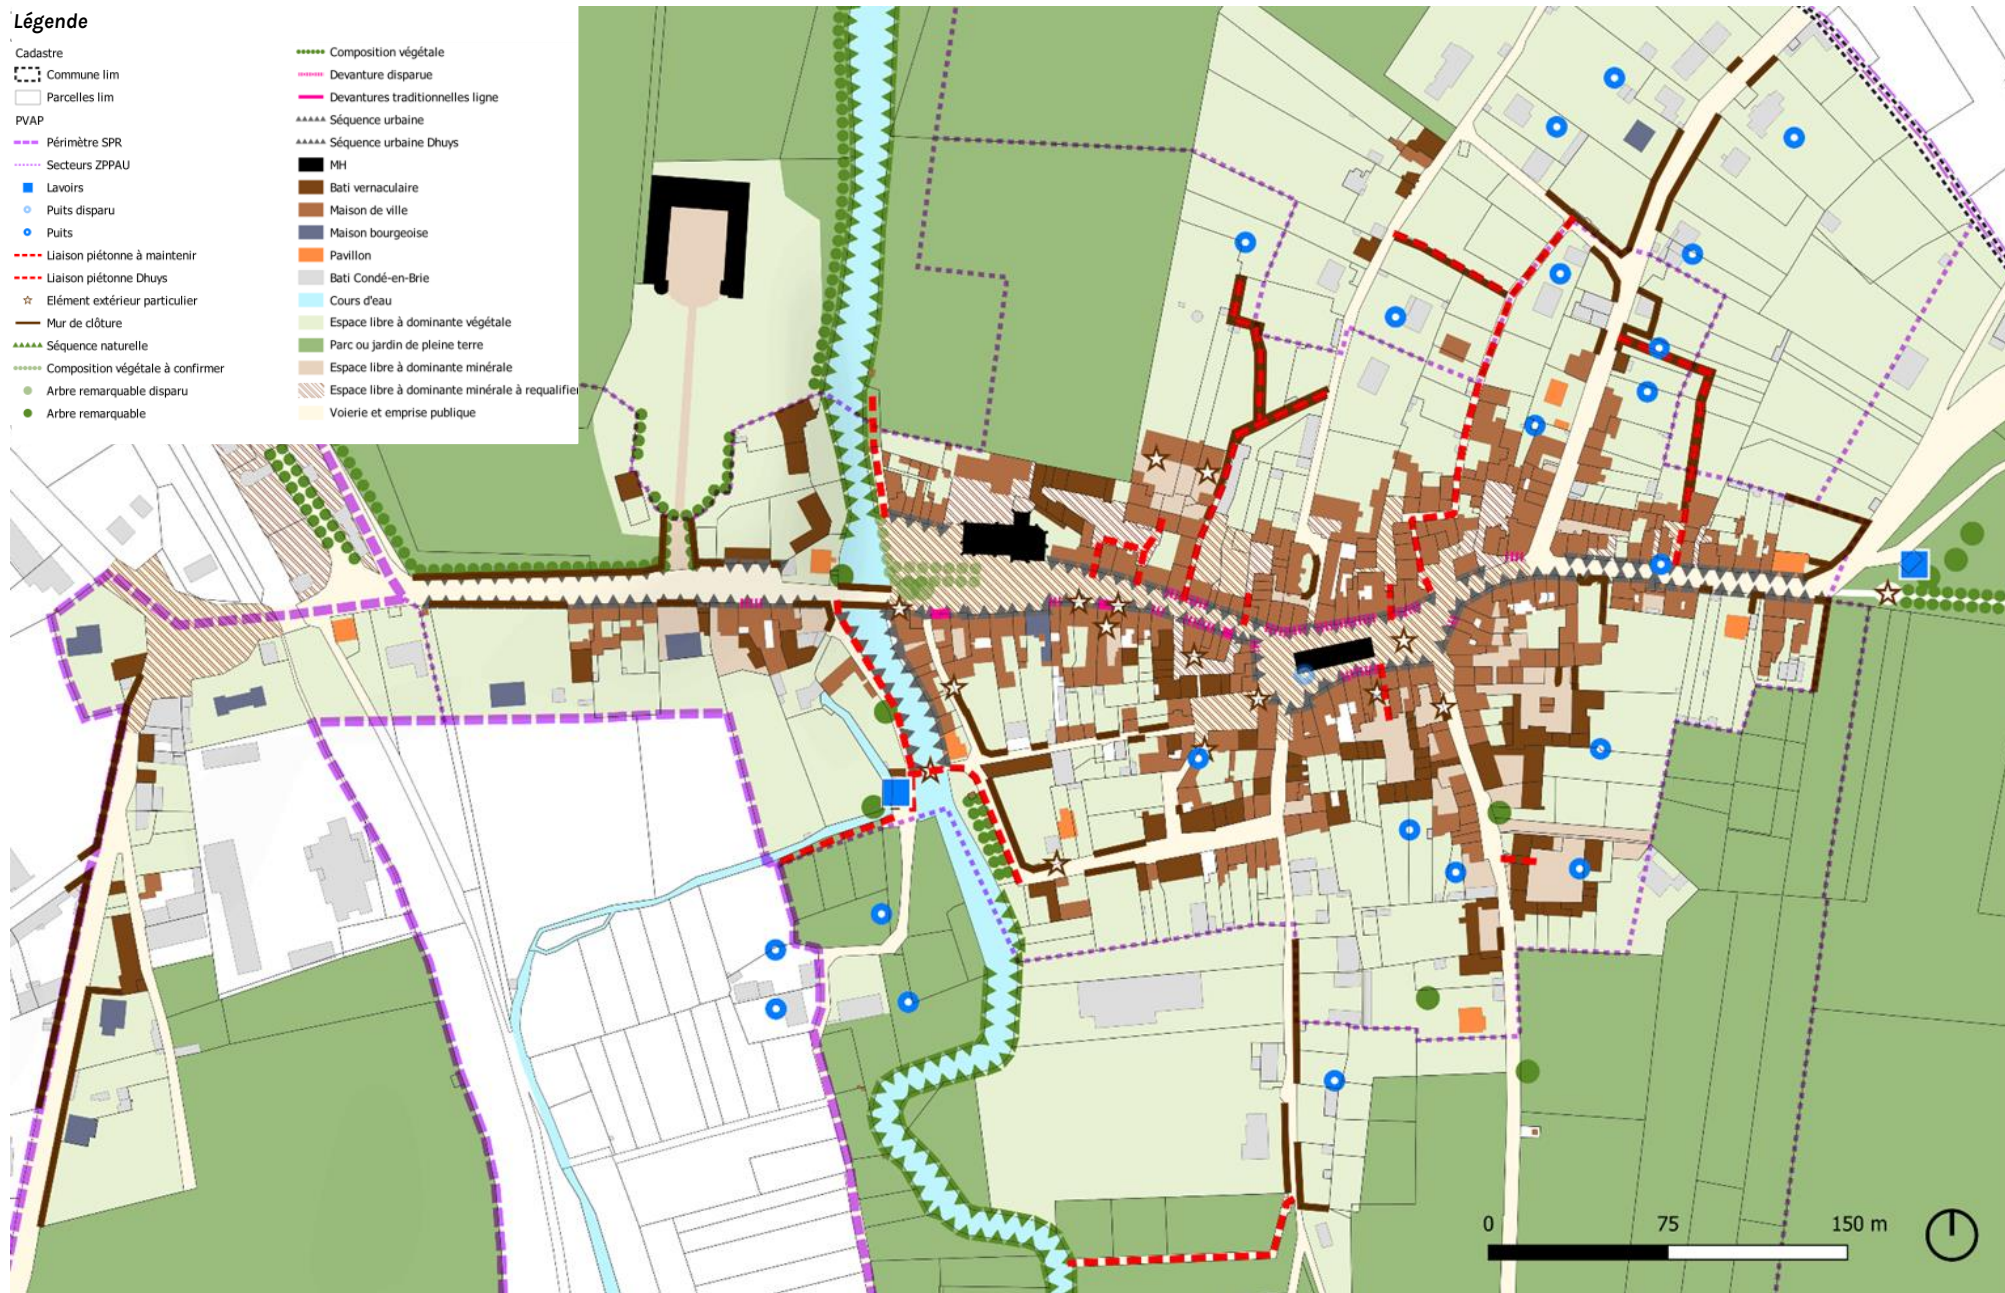 Légende
Cadastre
Commune lim
Parcelles lim
PVAP
Périmètre SPR
Secteurs ZPPAU
Lavoirs
Puits disparu
Puits
Liaison piétonne à maintenir
Liaison piétonne Dhuys
Elément extérieur particulier
Mur de clôture
Séquence naturelle
Composition végétale à confirmer
Arbre remarquable disparu
Arbre remarquable
Composition végétale
Devanture disparue
Devantures traditionnelles ligne
Séquence urbaine
Séquence urbaine Dhuys
MH
Bati vernaculaire
Maison de ville
Maison bourgeoise
Pavillon
Bati Condé-en-Brie
Cours d'eau
Espace libre à dominante végétale
Parc ou jardin de pleine terre
Espace libre à dominante minérale
Espace libre à dominante minérale à requalifier
Voierie et emprise publique
0 75 150 m